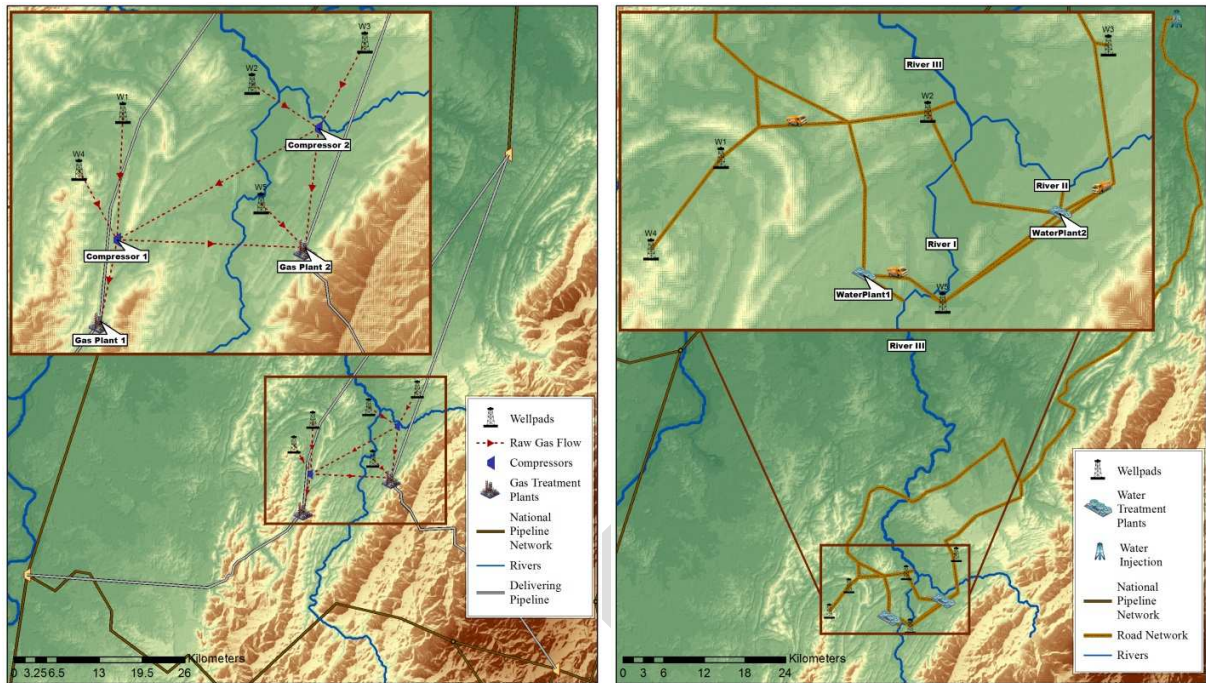 W3
W2
W1
Compressor 2
W4
W5
Compressor 1
Gas Plant 2
Gas Plant 1
Wellpads
Raw Gas Flow
Compressors
Gas Treatment
Plants
National
Pipeline
Network
Rivers
Delivering
Pipeline
Kilometers
0 3.25 6.5 13 19.5 26
W3
River III
W2
W1
River II
W4
WaterPlant2
River I
WaterPlant1
W5
River III
Wellpads
Water
Treatment
Plants
Water
Injection
National
Pipeline
Network
Road Network
Rivers
Kilometers
0 3 6 12 18 24